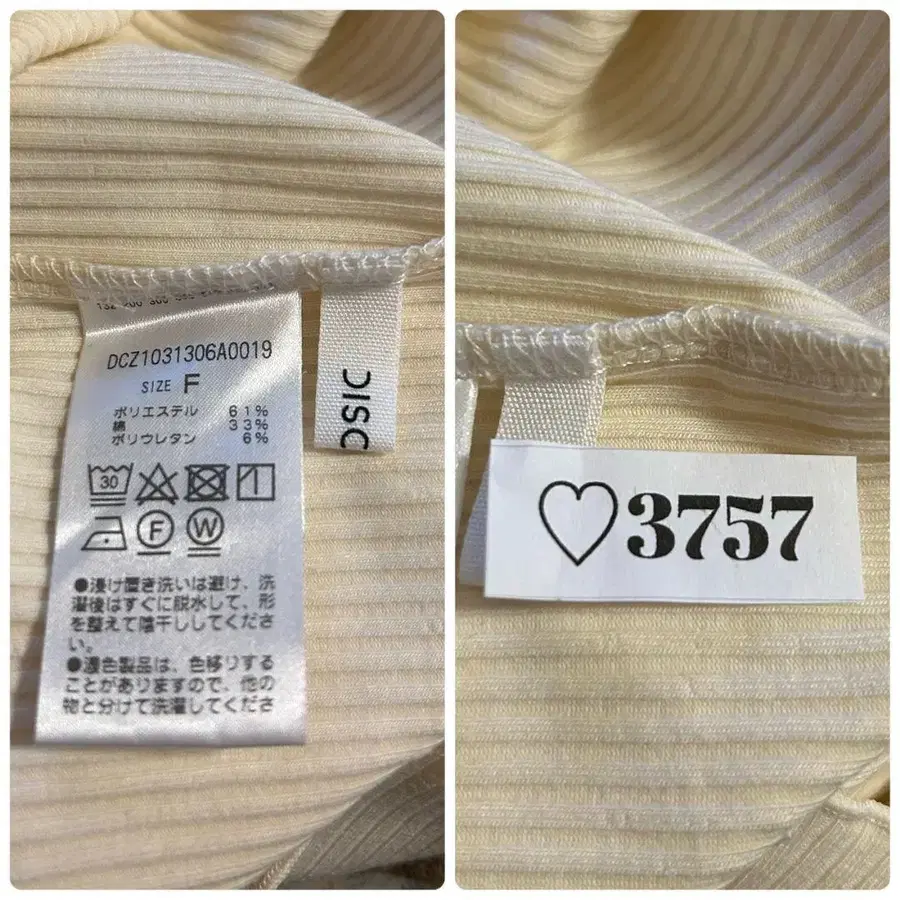 DCZ1031306A0019
SIZE F
ポリエステル 61%
綿 33%
ポリウレタン 6%
30
F
W
●浸け置き洗いは避け、洗
濯後はすぐに脱水して、形
を整えて陰干ししてくださ
い。
●濃色製品は、色移りする
ことがありますので、他の
物と分けて洗濯してくださ
OSIC
♡3757